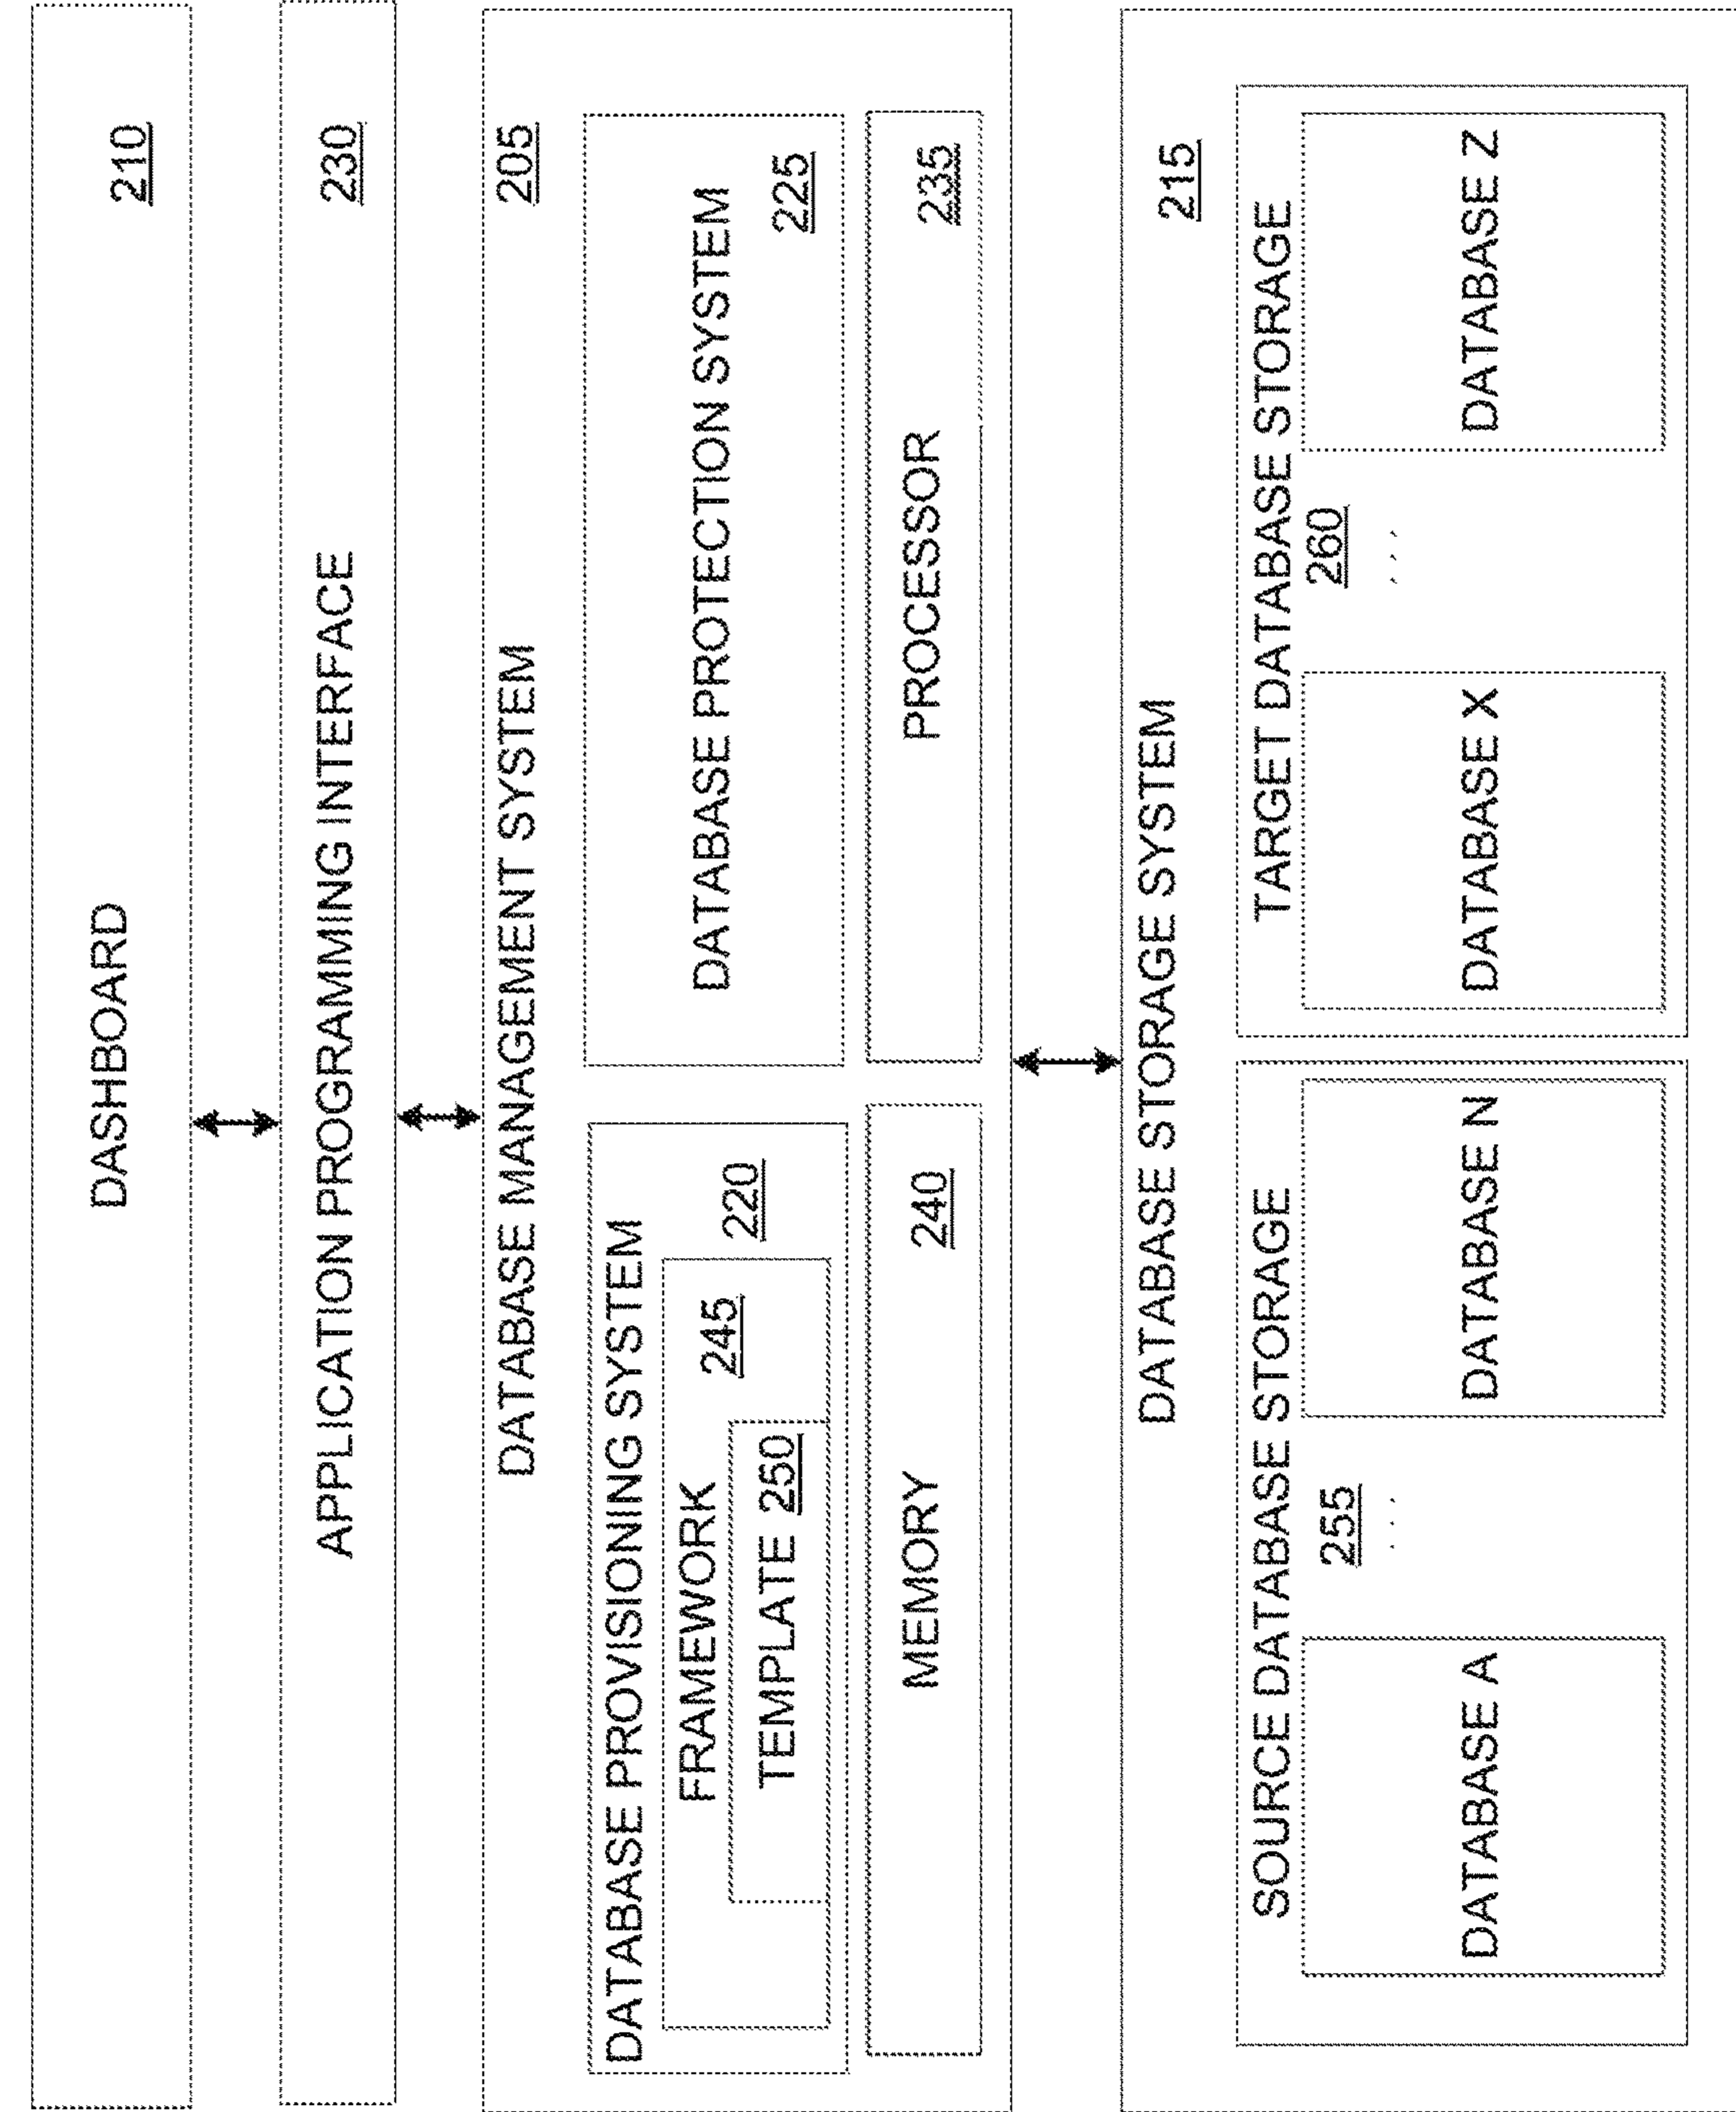 DASHBOARD
210
APPLICATION PROGRAMMING INTERFACE
230
DATABASE MANAGEMENT SYSTEM
205
DATABASE PROVISIONING SYSTEM
220
FRAMEWORK
245
TEMPLATE 250
DATABASE PROTECTION SYSTEM
225
MEMORY
240
PROCESSOR
235
DATABASE STORAGE SYSTEM
215
SOURCE DATABASE STORAGE
255
DATABASE A
...
DATABASE N
TARGET DATABASE STORAGE
260
DATABASE X
...
DATABASE Z